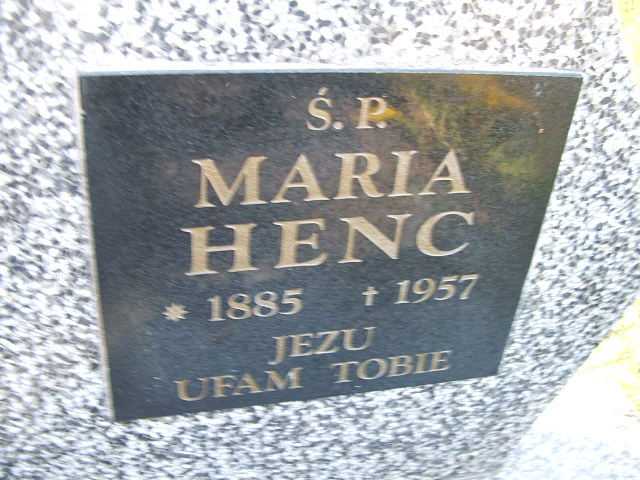 Ś. P.
MARIA
HENC
* 1885 † 1957
JEZU
UFAM TOBIE